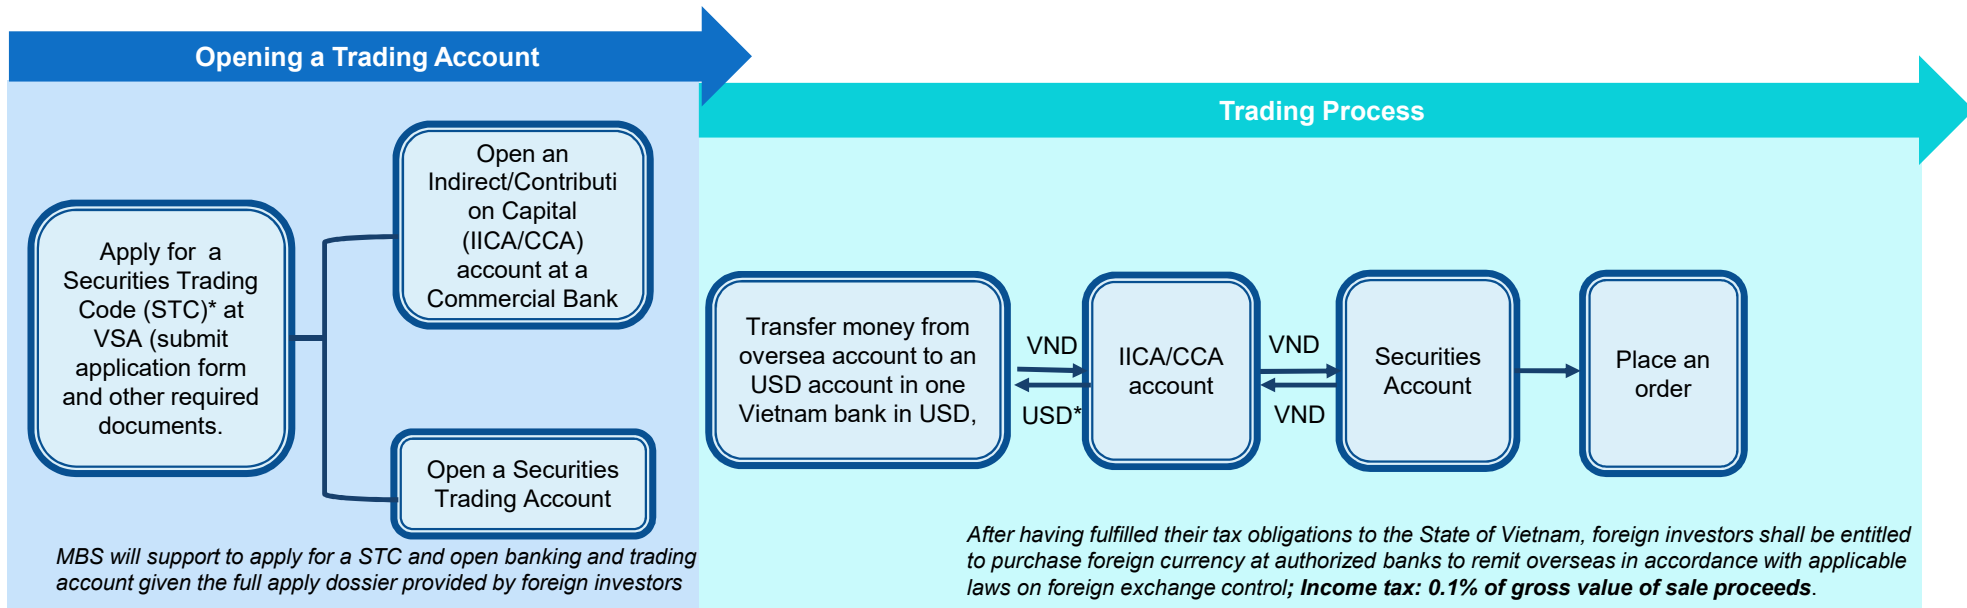 Opening a Trading Account
Trading Process
Apply for a
Securities Trading
Code (STC)* at
VSA (submit
application form
and other required
documents.
Open an
Indirect/Contributi
on Capital
(IICA/CCA)
account at a
Commercial Bank
Open a Securities
Trading Account
MBS will support to apply for a STC and open banking and trading
account given the full apply dossier provided by foreign investors
Transfer money from
oversea account to an
USD account in one
Vietnam bank in USD,
VND
USD*
IICA/CCA
account
VND
VND
Securities
Account
Place an
order
After having fulfilled their tax obligations to the State of Vietnam, foreign investors shall be entitled
to purchase foreign currency at authorized banks to remit overseas in accordance with applicable
laws on foreign exchange control; Income tax: 0.1% of gross value of sale proceeds.